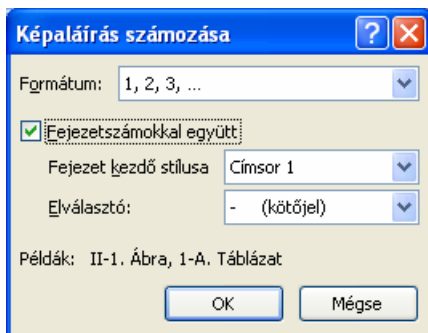 Képaláírás számozása
Formátum: 1, 2, 3, ...
Fejezetszámokkal együtt
Fejezet kezdő stílusa Címsor 1
Elválasztó: - (kötőjel)
Példák: II-1. Ábra, 1-A. Táblázat
OK Mégse